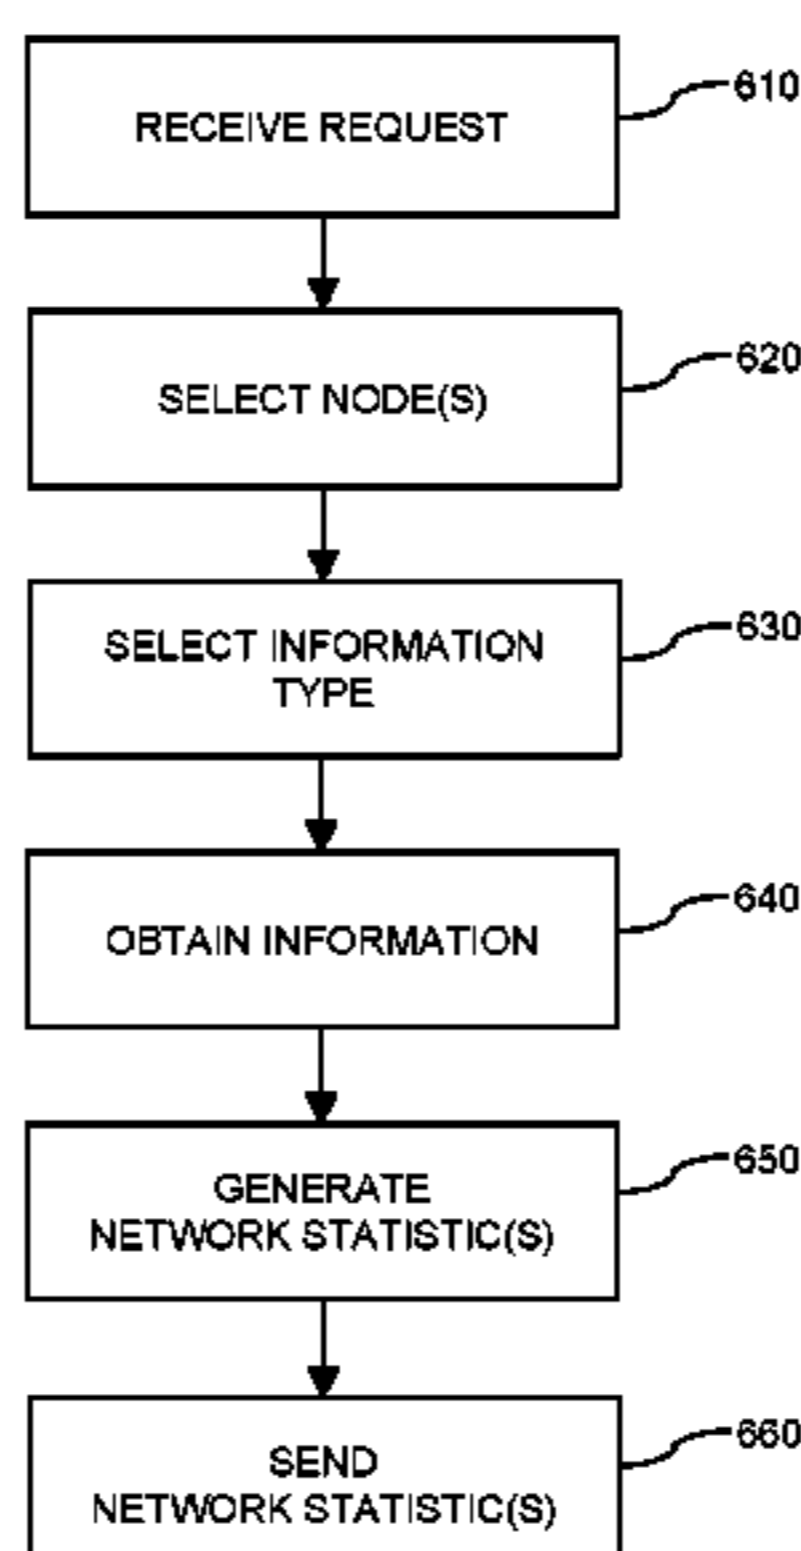 RECEIVE REQUEST
610
SELECT NODE(S)
620
SELECT INFORMATION
TYPE
630
OBTAIN INFORMATION
640
GENERATE
NETWORK STATISTIC(S)
650
SEND
NETWORK STATISTIC(S)
660